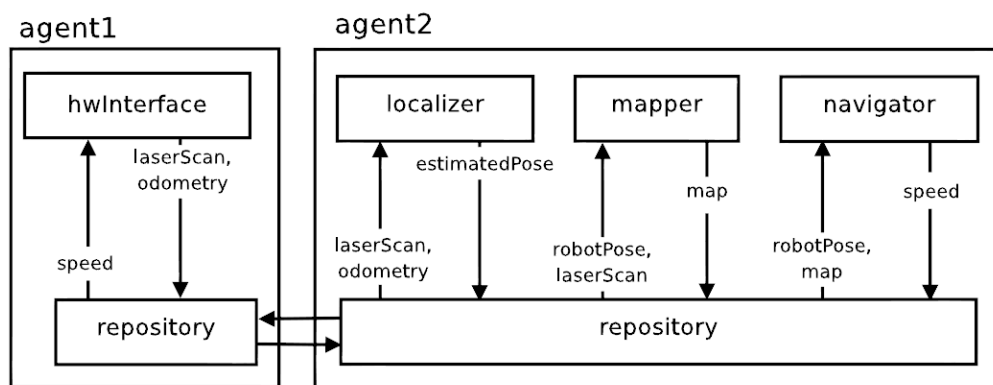 agent1
agent2
hwInterface
localizer
mapper
navigator
laserScan,
odometry
estimatedPose
map
speed
speed
laserScan,
odometry
robotPose,
laserScan
robotPose,
map
repository
repository